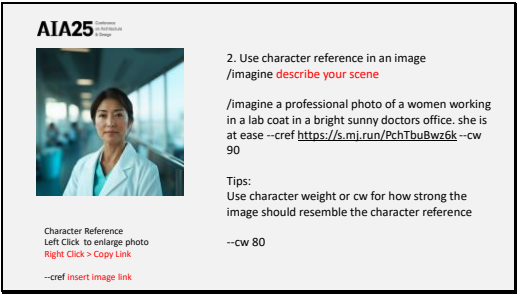 AIA25 Conference
on Architecture
& Design
2. Use character reference in an image
/imagine describe your scene
/imagine a professional photo of a women working
in a lab coat in a bright sunny doctors office. she is
at ease --cref https://s.mj.run/PchTbuBwz6k --cw
90
Tips:
Use character weight or cw for how strong the
image should resemble the character reference
--cw 80
Character Reference
Left Click to enlarge photo
Right Click > Copy Link
--cref insert image link